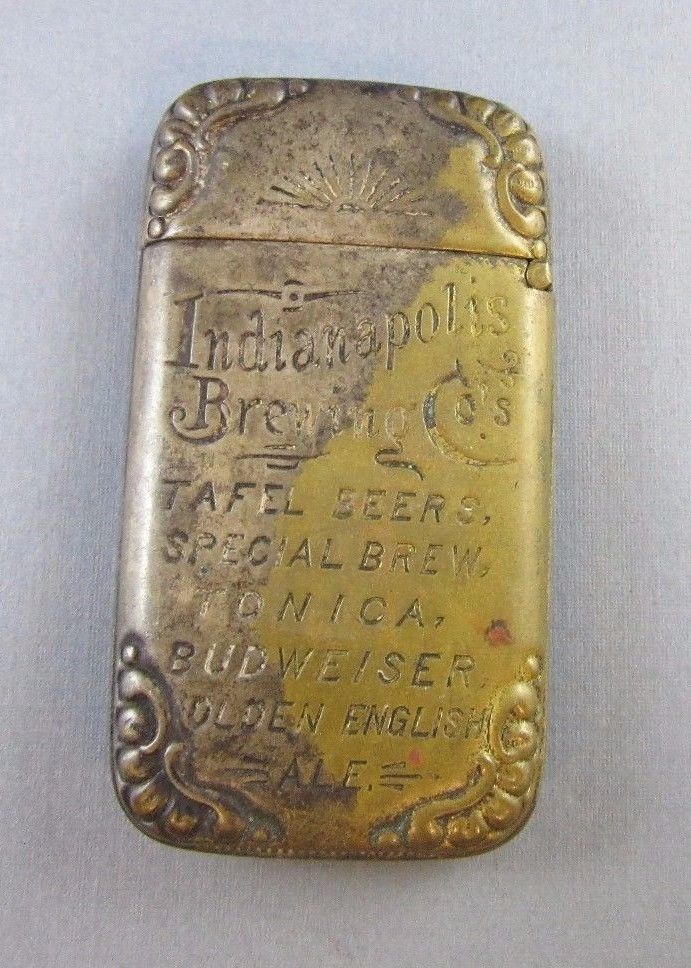 Indianapolis
Brewing Co's
TAFEL BEERS,
SPECIAL BREW,
TONICA,
BUDWEISER,
GOLDEN ENGLISH
=ALE.=